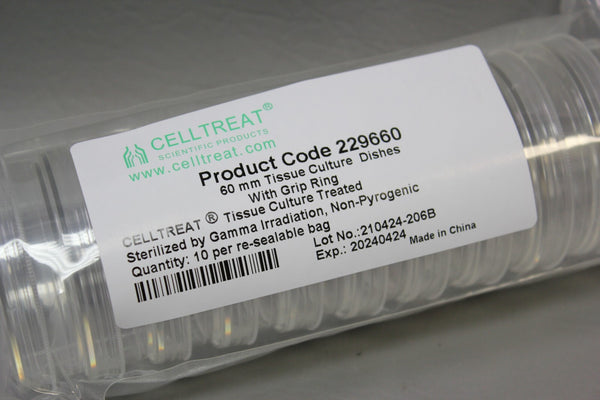 CELLTREAT®
SCIENTIFIC PRODUCTS
www.celltreat.com
Product Code 229660
60 mm Tissue Culture Dishes
With Grip Ring
CELLTREAT ® Tissue Culture Treated
Sterilized by Gamma Irradiation, Non-Pyrogenic
Quantity: 10 per re-sealable bag
Lot No.:210424-206B
Exp.: 20240424
Made in China